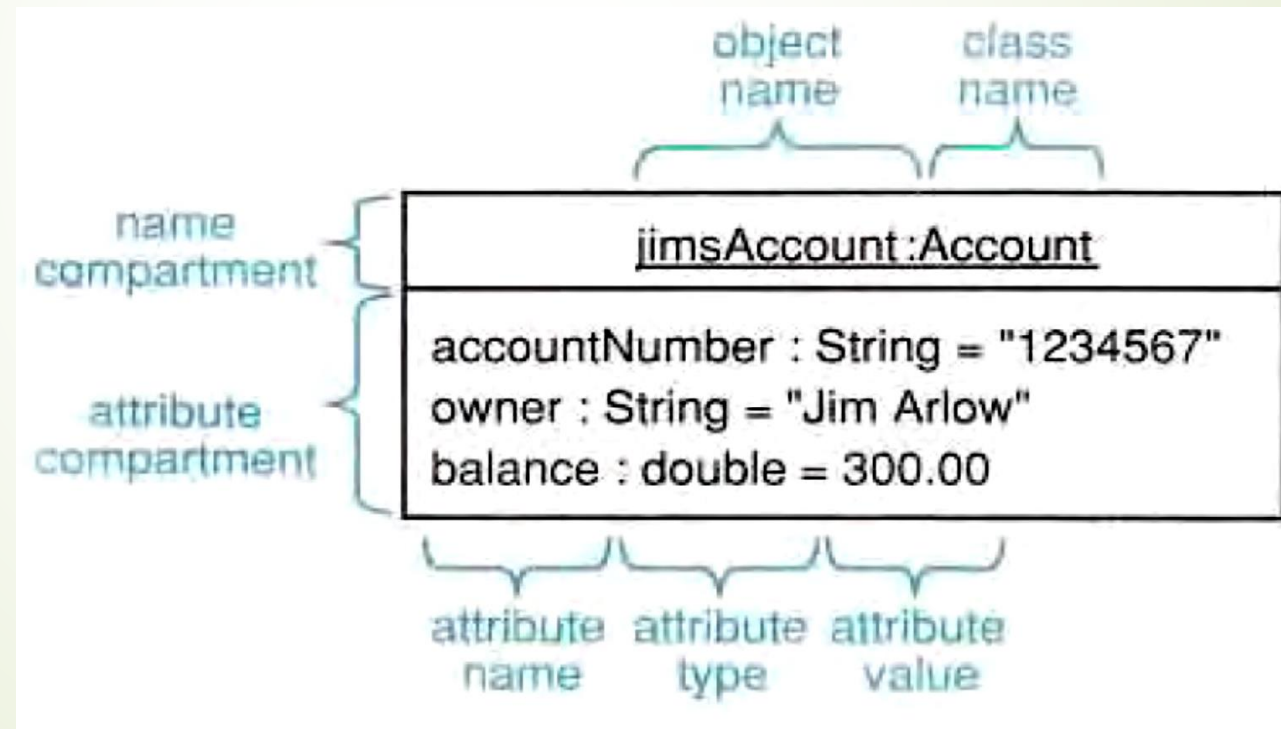 object class
name name
name
compartment
jimsAccount:Account
accountNumber : String = "1234567"
owner : String = "Jim Arlow"
balance : double = 300.00
attribute
compartment
attribute attribute attribute
name type value